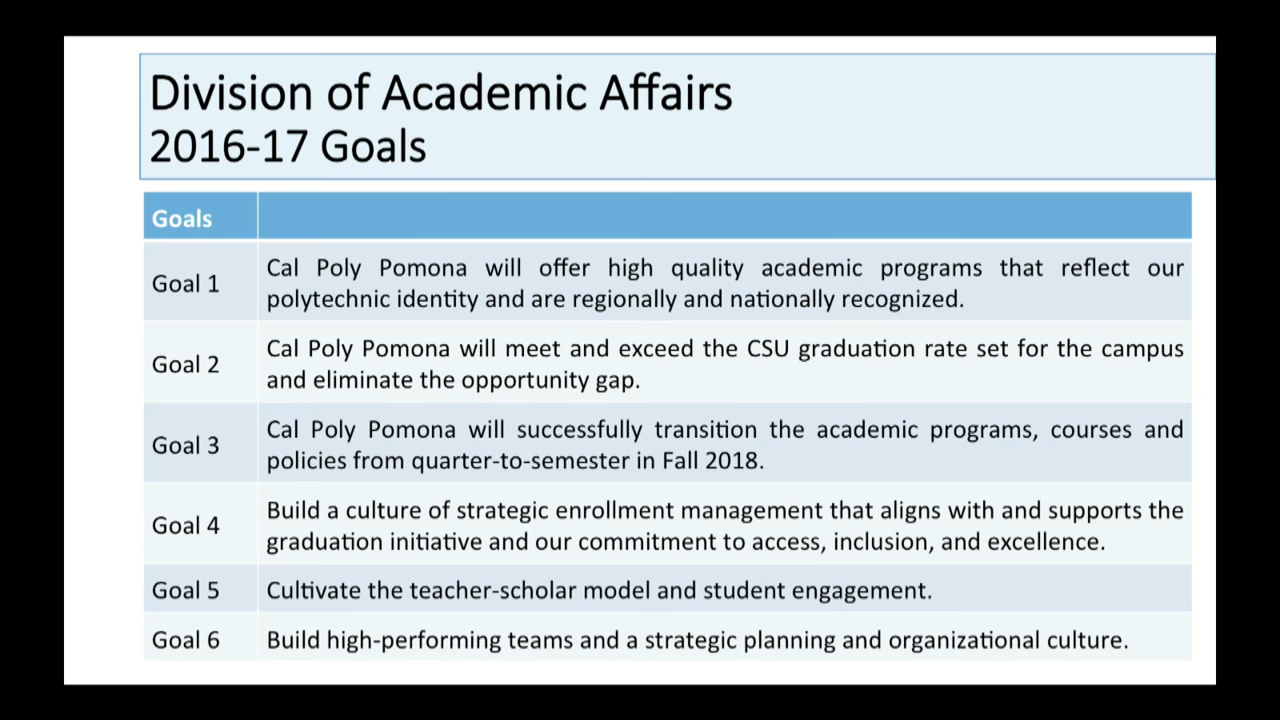 Division of Academic Affairs
2016-17 Goals
Goals
Goal 1
Cal Poly Pomona will offer high quality academic programs that reflect our
polytechnic identity and are regionally and nationally recognized.
Goal 2
Cal Poly Pomona will meet and exceed the CSU graduation rate set for the campus
and eliminate the opportunity gap.
Goal 3
Cal Poly Pomona will successfully transition the academic programs, courses and
policies from quarter-to-semester in Fall 2018.
Goal 4
Build a culture of strategic enrollment management that aligns with and supports the
graduation initiative and our commitment to access, inclusion, and excellence.
Goal 5
Cultivate the teacher-scholar model and student engagement.
Goal 6
Build high-performing teams and a strategic planning and organizational culture.